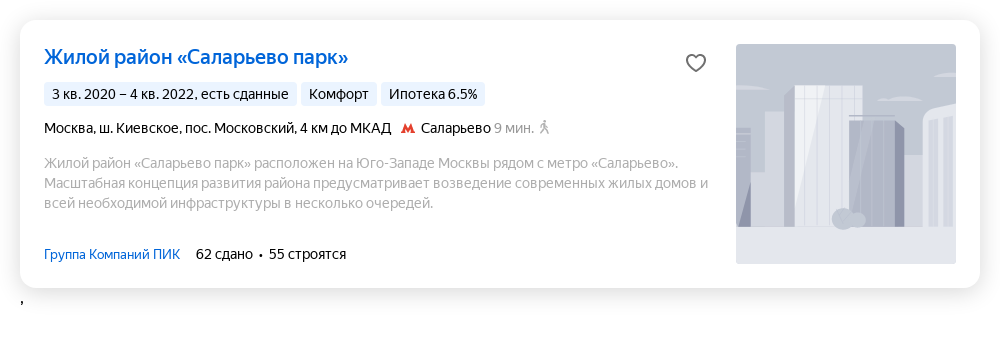 Жилой район «Саларьево парк»
3 кв. 2020 – 4 кв. 2022, есть сданные Комфорт Ипотека 6.5%
Москва, ш. Киевское, пос. Московский, 4 км до МКАД Саларьево 9 мин.
Жилой район «Саларьево парк» расположен на Юго-Западе Москвы рядом с метро «Саларьево».
Масштабная концепция развития района предусматривает возведение современных жилых домов и
всей необходимой инфраструктуры в несколько очередей.
Группа Компаний ПИК 62 сдано • 55 строятся
,